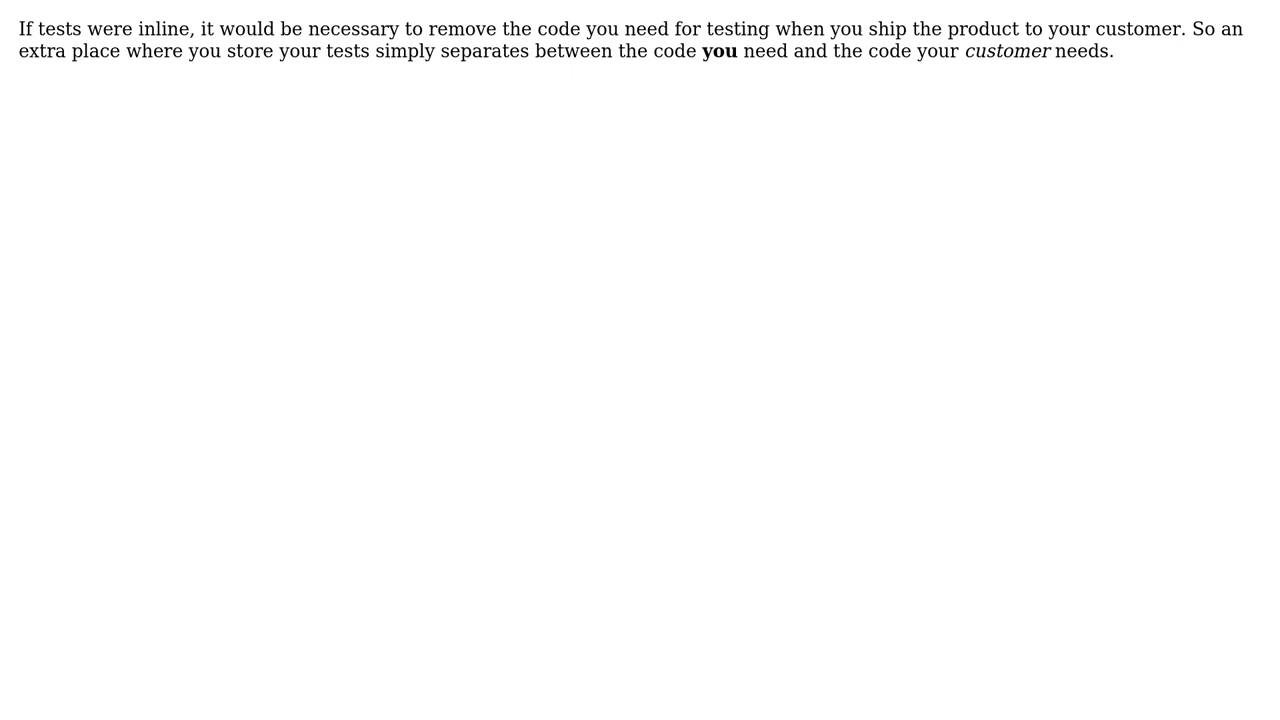 If tests were inline, it would be necessary to remove the code you need for testing when you ship the product to your customer. So an
extra place where you store your tests simply separates between the code you need and the code your customer needs.